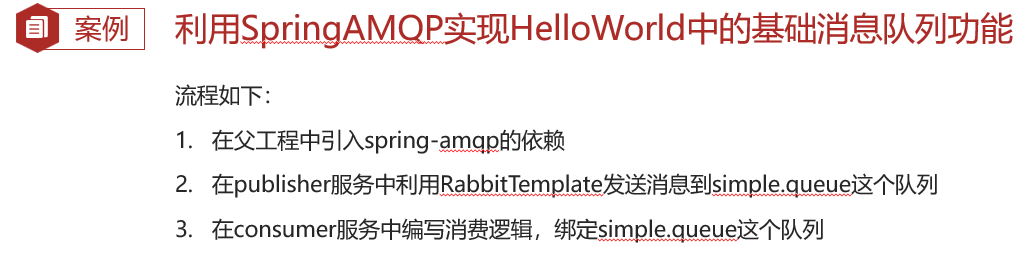 案例
利用SpringAMQP实现HelloWorld中的基础消息队列功能
流程如下：
1. 在父工程中引入spring-amqp的依赖
2. 在publisher服务中利用RabbitTemplate发送消息到simple.queue这个队列
3. 在consumer服务中编写消费逻辑，绑定simple.queue这个队列